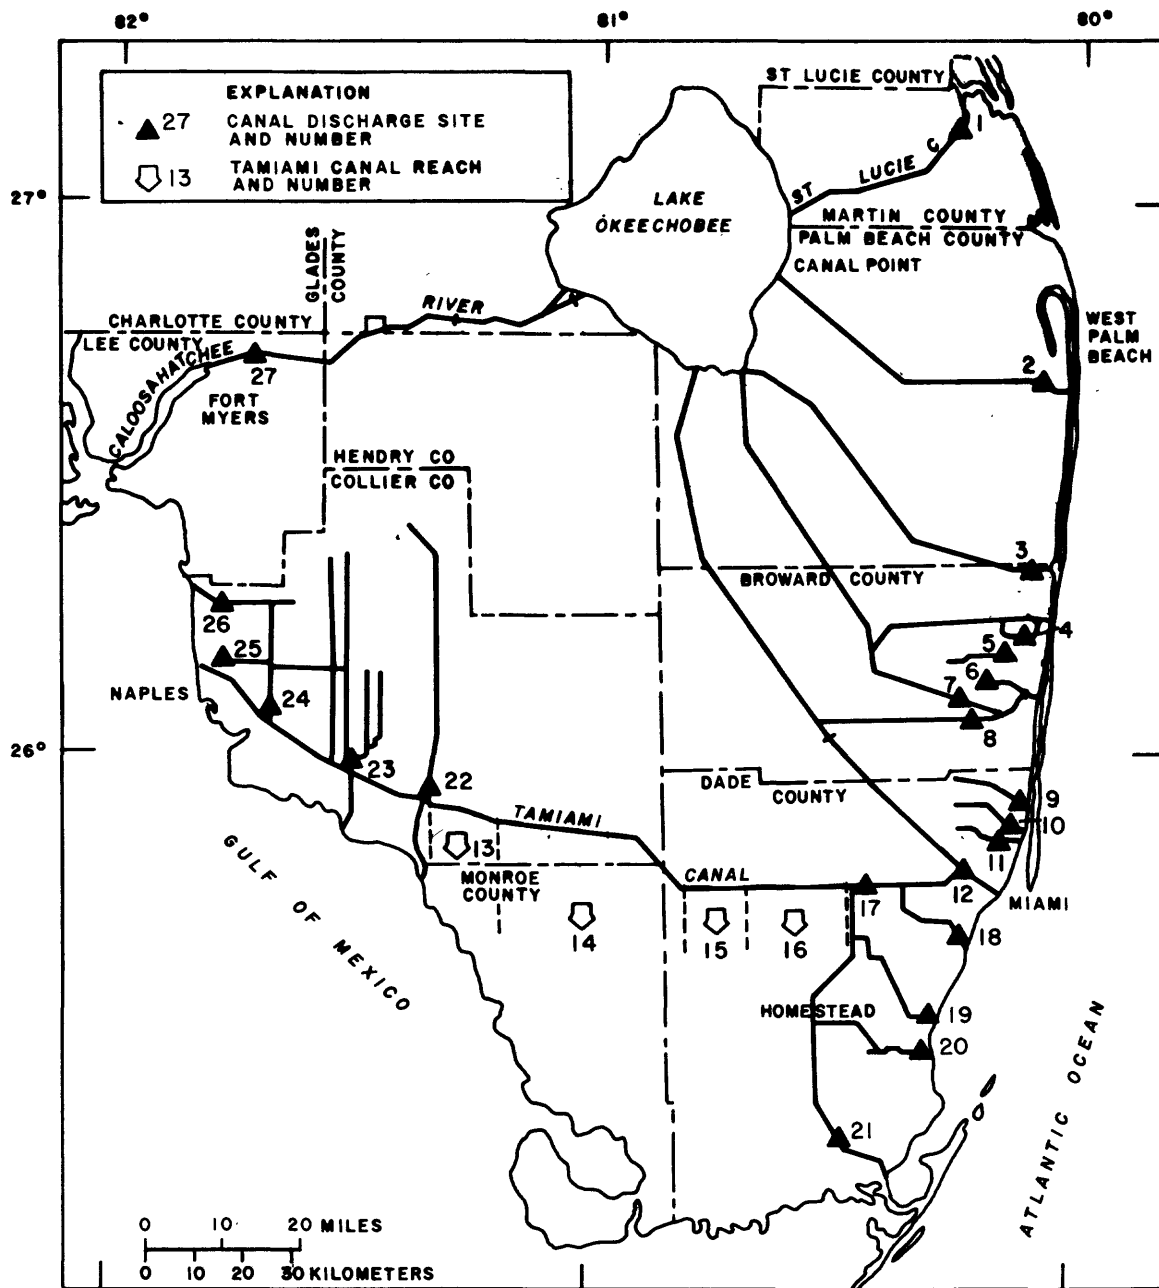 82°
81°
80°
EXPLANATION
27 CANAL DISCHARGE SITE
AND NUMBER
13 TAMIAMI CANAL REACH
AND NUMBER
ST LUCIE COUNTY
1
ST LUCIE C
27°
LAKE
OKEECHOBEE
MARTIN COUNTY
PALM BEACH COUNTY
CANAL POINT
GLADES
COUNTY
RIVER
CHARLOTTE COUNTY
LEE COUNTY
CALOOSAHATCHEE
27
FORT
MYERS
WEST
PALM
BEACH
2
HENDRY CO
COLLIER CO
3
BROWARD COUNTY
26
4
5
25
6
NAPLES
24
7
8
26°
23
22
DADE
COUNTY
9
TAMIAMI
10
13
11
MONROE
COUNTY
CANAL
12
17
MIAMI
GULF OF MEXICO
14
15
16
18
HOMESTEAD
19
20
21
ATLANTIC OCEAN
0 10 20 MILES
0 10 20 30 KILOMETERS